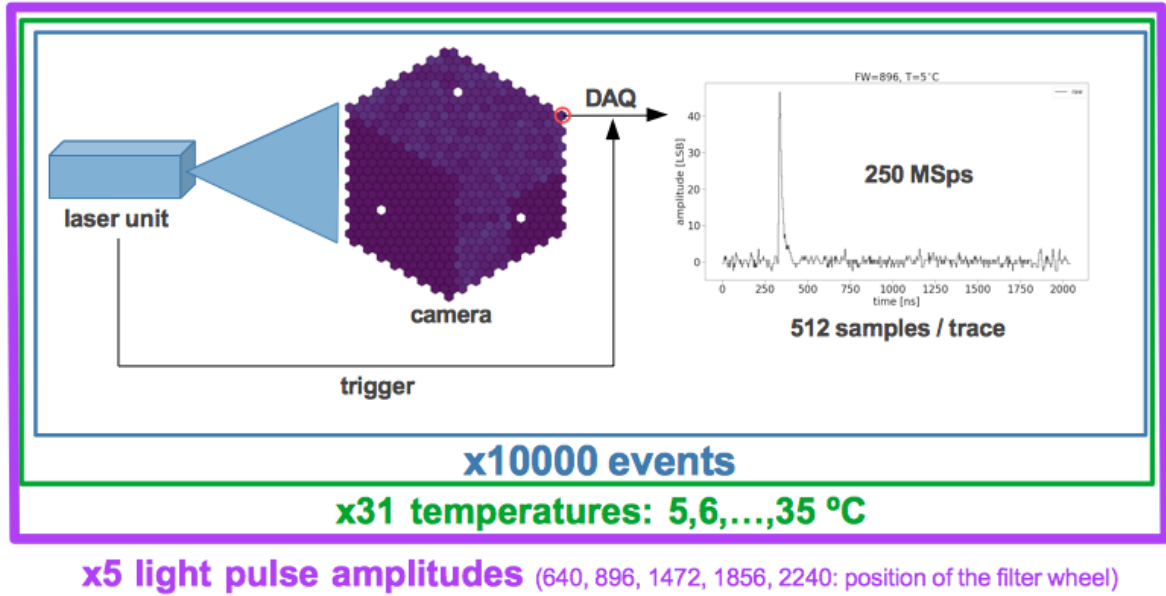 FW=896, T=5°C
DAQ
raw
40
30
20
10
0
amplitude [LSB]
250 MSps
0 250 500 750 1000 1250 1500 1750 2000
time [ns]
512 samples / trace
laser unit
camera
trigger
x10000 events
x31 temperatures: 5,6,...,35 ºC
x5 light pulse amplitudes (640, 896, 1472, 1856, 2240: position of the filter wheel)